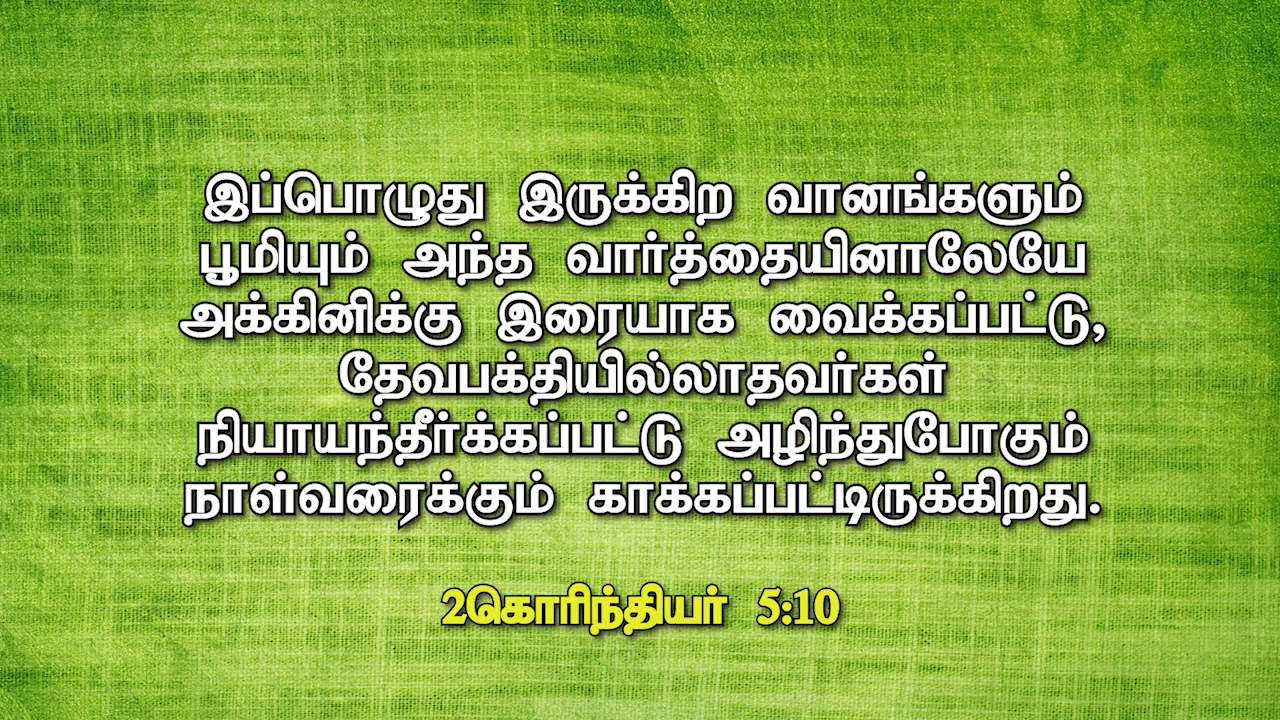 இப்பொழுது இருக்கிற வானங்களும்
பூமியும் அந்த வார்த்தையினாலேயே
அக்கினிக்கு இரையாக வைக்கப்பட்டு,
தேவபக்தியில்லாதவர்கள்
நியாயந்தீர்க்கப்பட்டு அழிந்துபோகும்
நாள்வரைக்கும் காக்கப்பட்டிருக்கிறது.
2கொரிந்தியர் 5:10